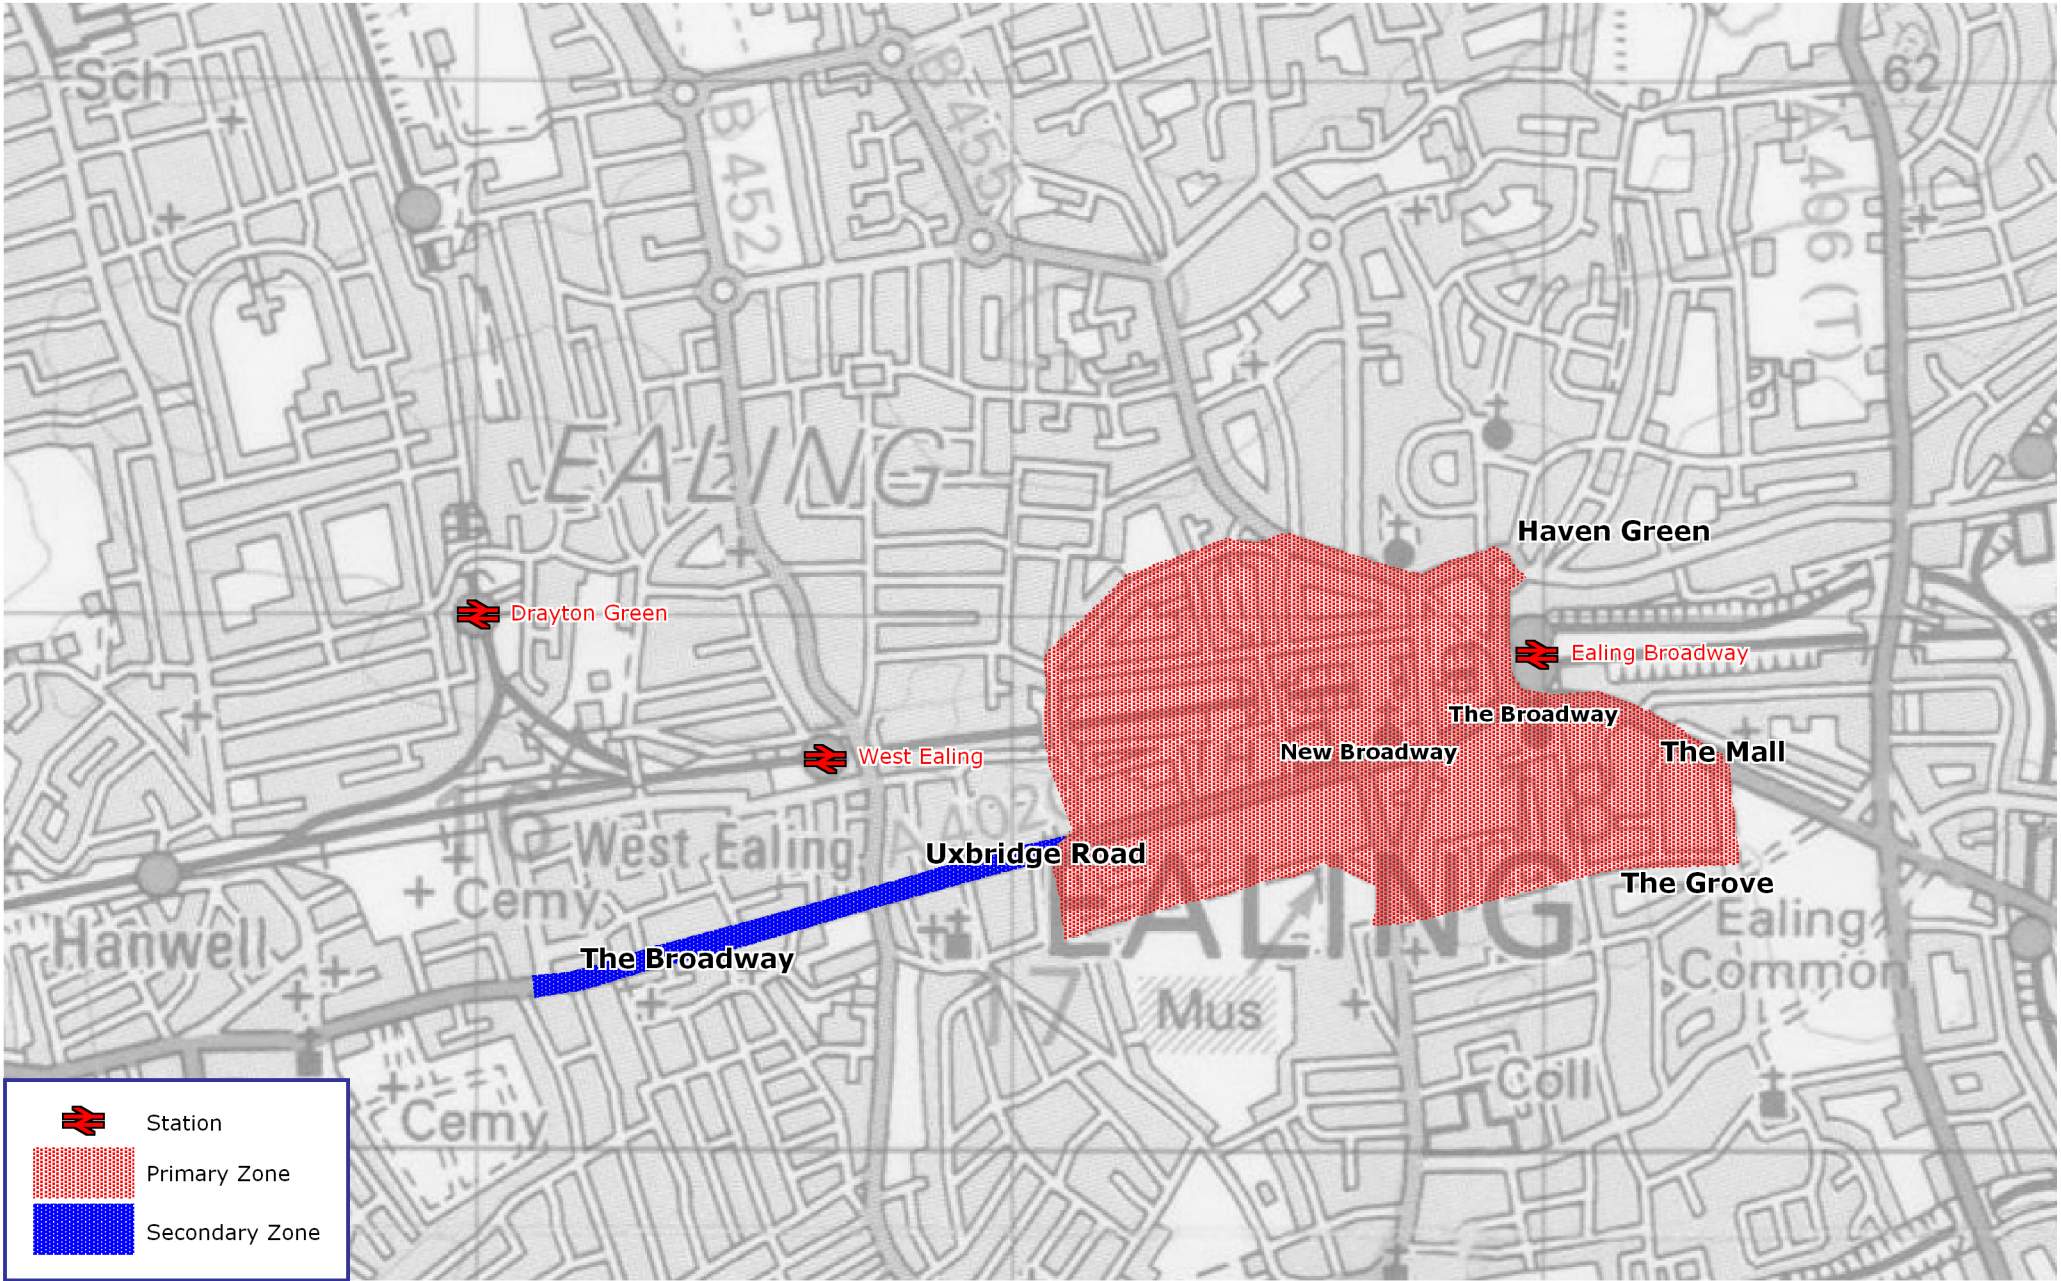 Sch
62
B 452
B 455
A 406 (T)
EALING
Haven Green
Drayton Green
Ealing Broadway
The Broadway
New Broadway
The Mall
West Ealing
A 402
West Ealing
Uxbridge Road
The Grove
Cemy
Hanwell
EALING
Ealing
Common
The Broadway
17
Mus
Coll
Cemy
Station
Primary Zone
Secondary Zone